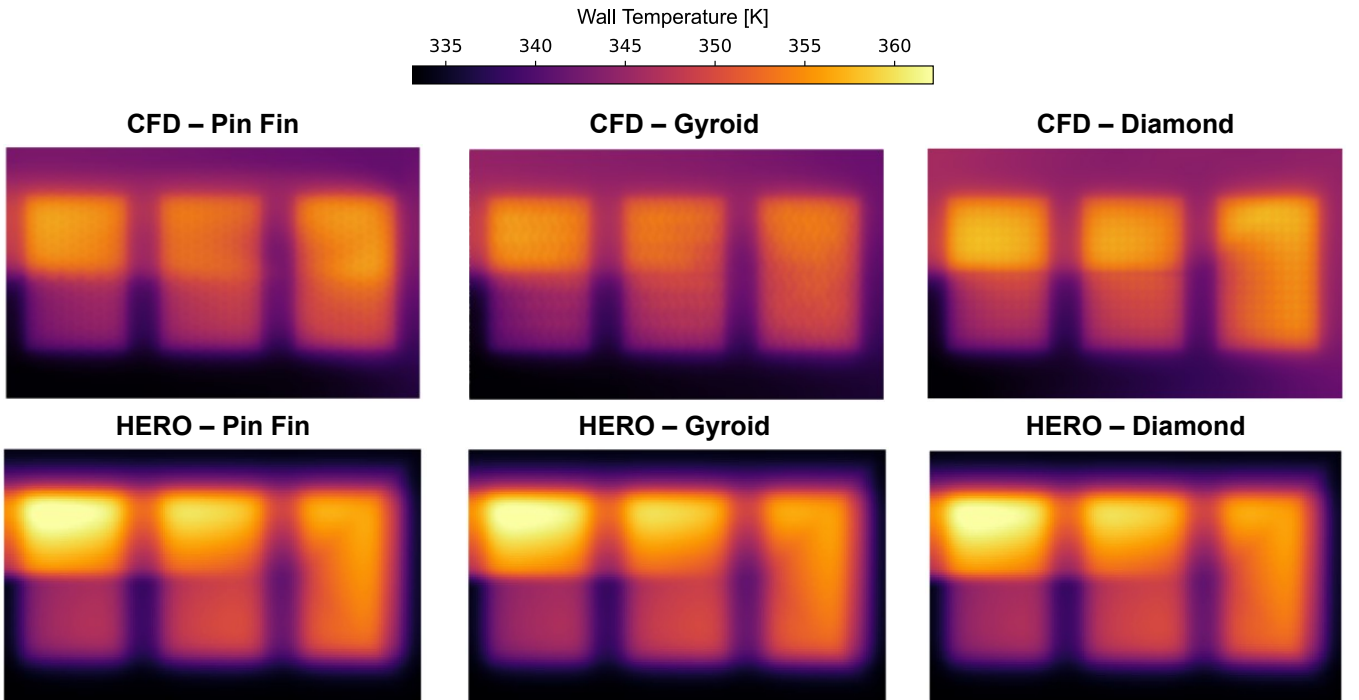 Wall Temperature [K]
335 340 345 350 355 360
CFD – Pin Fin
CFD – Gyroid
CFD – Diamond
HERO – Pin Fin
HERO – Gyroid
HERO – Diamond